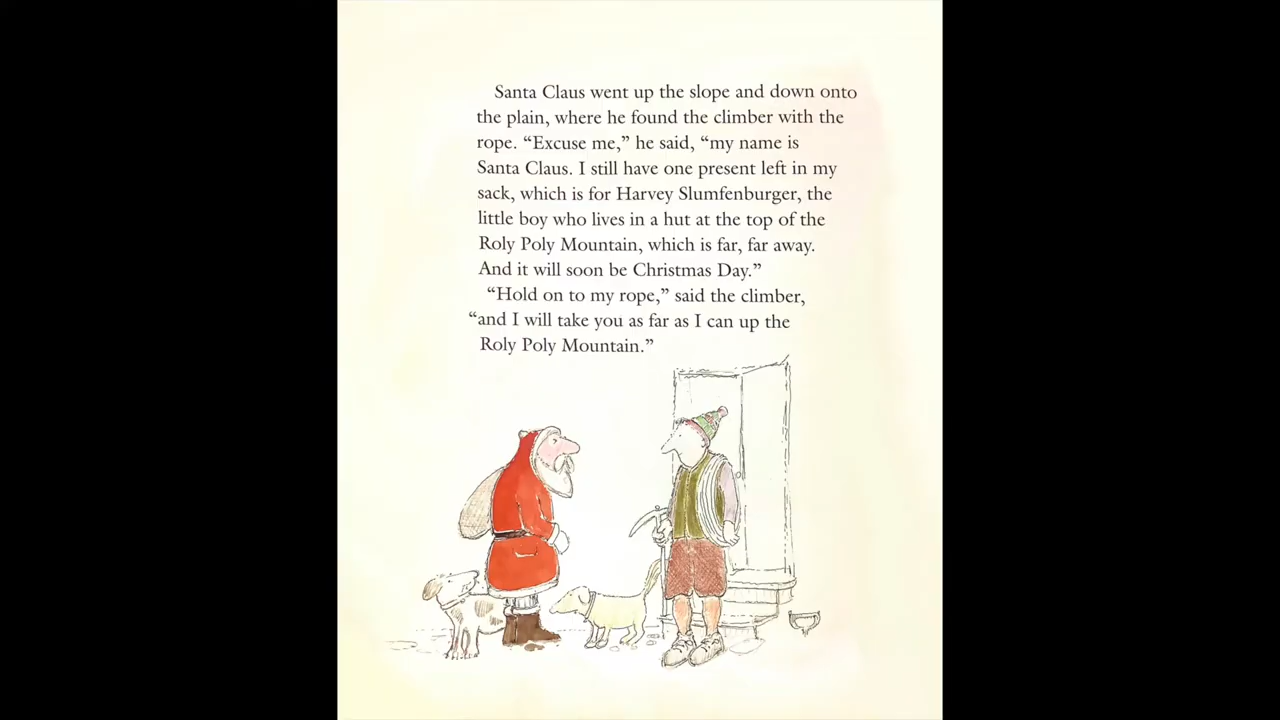 Santa Claus went up the slope and down onto
the plain, where he found the climber with the
rope. “Excuse me,” he said, “my name is
Santa Claus. I still have one present left in my
sack, which is for Harvey Slumfenburger, the
little boy who lives in a hut at the top of the
Roly Poly Mountain, which is far, far away.
And it will soon be Christmas Day.”
“Hold on to my rope,” said the climber,
“and I will take you as far as I can up the
Roly Poly Mountain.”